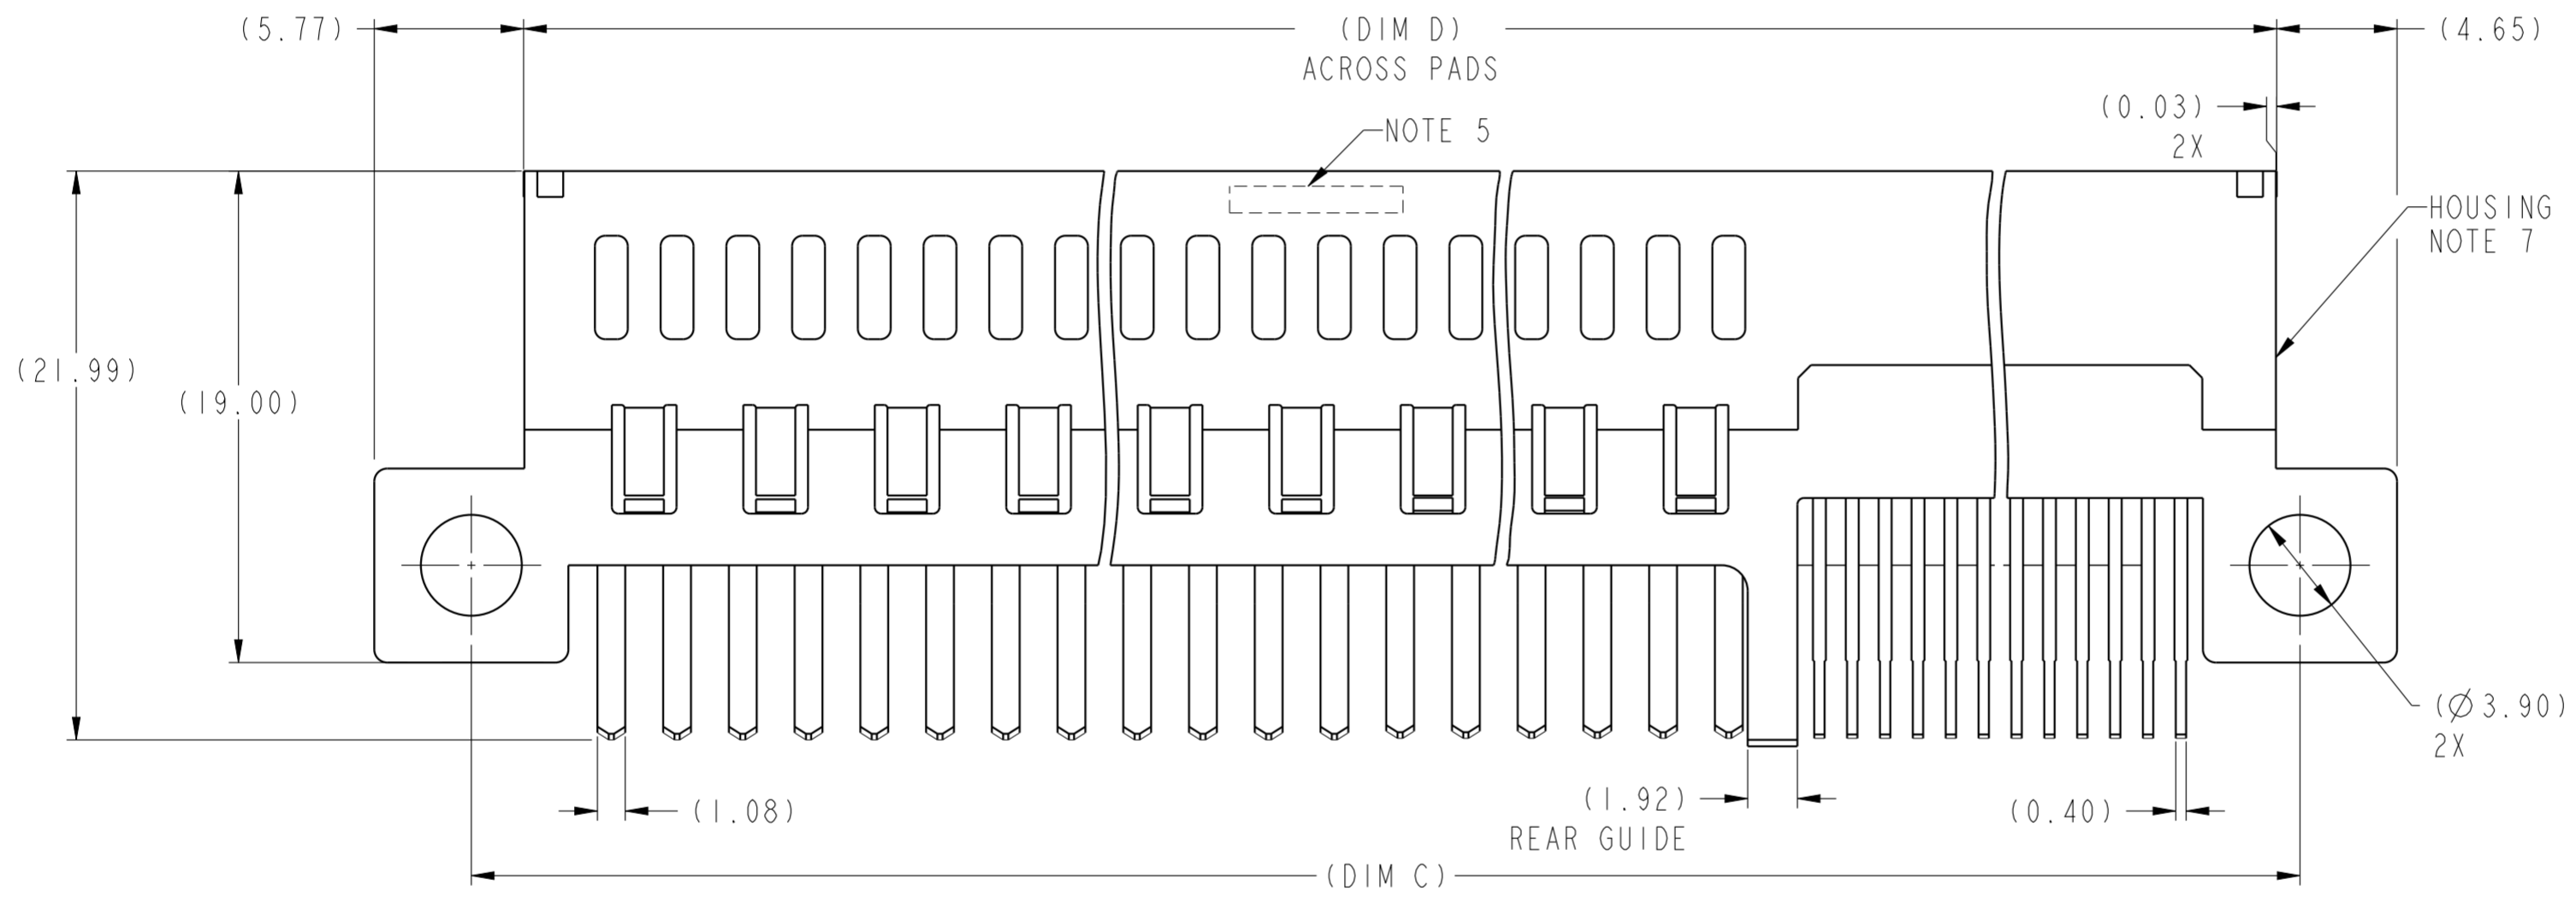 (5.77)
(DIM D)
ACROSS PADS
(4.65)
(0.03)
2X
NOTE 5
HOUSING
NOTE 7
(21.99)
(19.00)
(Ø3.90)
2X
(1.08)
(1.92)
REAR GUIDE
(0.40)
(DIM C)